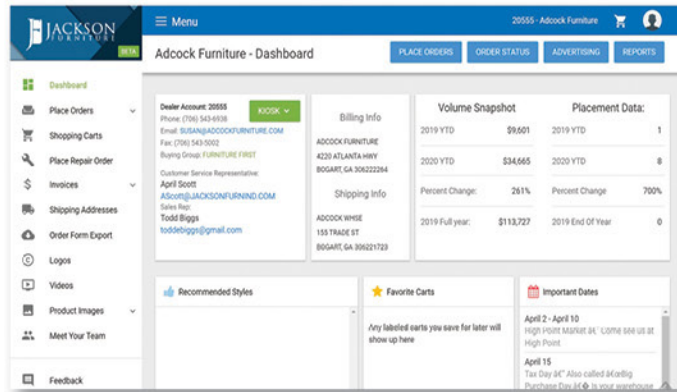 JACKSON
FURNITURE
BETA
Menu
20555 - Adcock Furniture
Adcock Furniture - Dashboard
PLACE ORDERS
ORDER STATUS
ADVERTISING
REPORTS
Dashboard
Place Orders
Shopping Carts
Place Repair Order
Invoices
Shipping Addresses
Order Form Export
Logos
Videos
Product Images
Meet Your Team
Feedback
Dealer Account: 20555
KIOSK
Phone: (706) 543-6938
Email: SUSAN@ADCOCKFURNITURE.COM
Fax: (706) 543-5002
Buying Group: FURNITURE FIRST
Customer Service Representative:
April Scott
AScott@JACKSONFURNIND.COM
Sales Rep:
Todd Biggs
toddebiggs@gmail.com
Billing Info
ADCOCK FURNITURE
4220 ATLANTA HWY
BOGART, GA 306222264
Shipping Info
ADCOCK WHSE
155 TRADE ST
BOGART, GA 306221723
Volume Snapshot
2019 YTD $9,601
2020 YTD $34,665
Percent Change: 261%
2019 Full year: $113,727
Placement Data:
2019 YTD 1
2020 YTD 8
Percent Change 700%
2019 End Of Year 0
Recommended Styles
Favorite Carts
Any labeled carts you save for later will
show up here
Important Dates
April 2 - April 10
High Point Market â€" Come see us at
High Point
April 15
Tax Day â€" Also called â€œBig
Purchase Day.â€� Is your warehouse